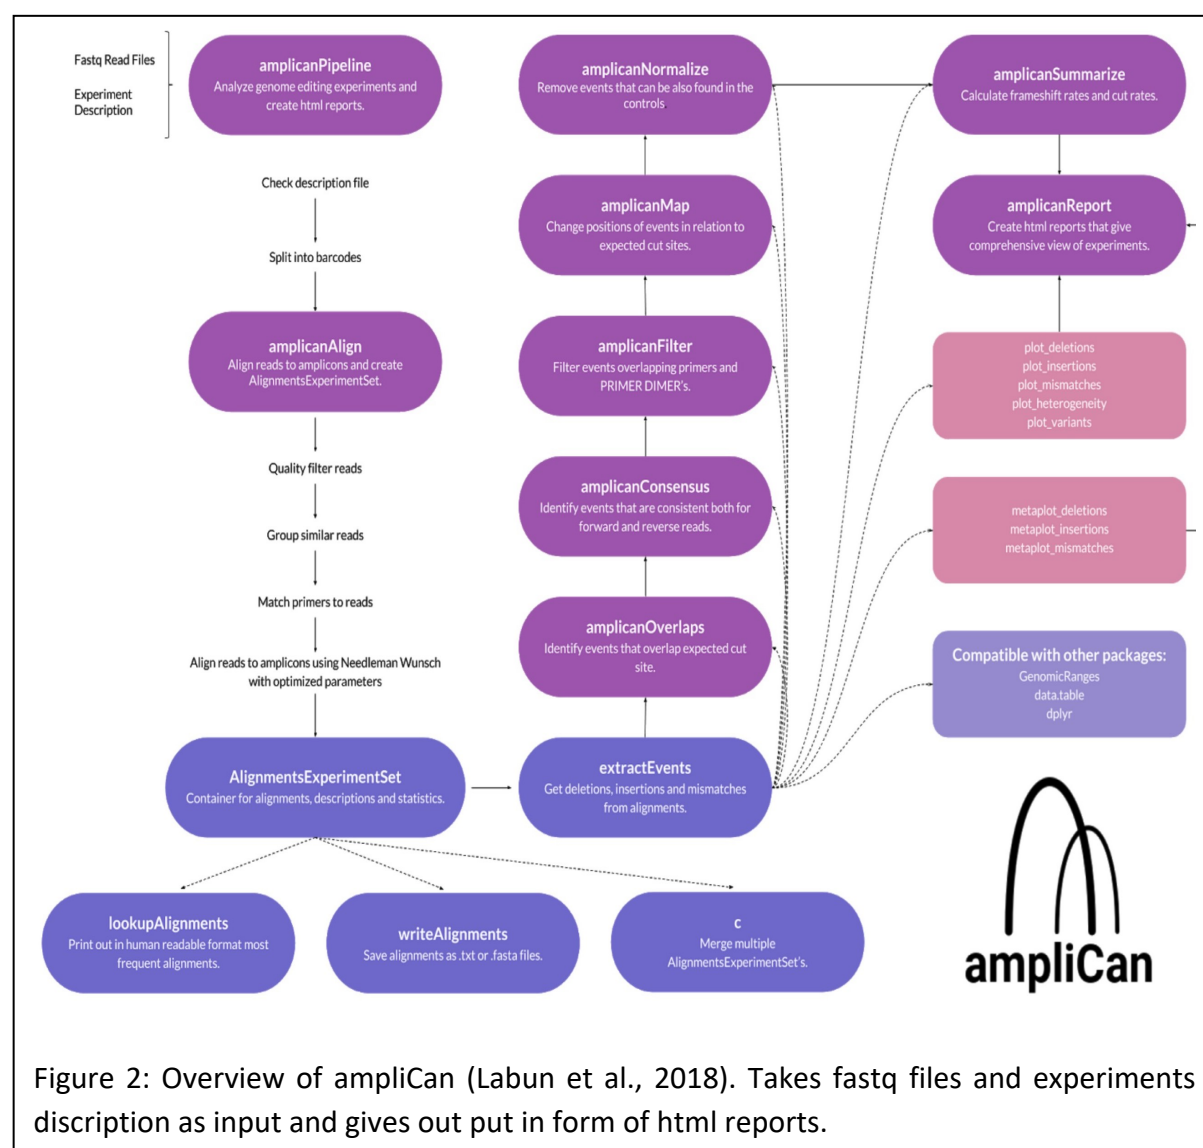 Fastq Read Files
Experiment
Description
amplicanPipeline
Analyze genome editing experiments and
create html reports.
Check description file
Split into barcodes
amplicanAlign
Align reads to amplicons and create
AlignmentsExperimentSet.
Quality filter reads
Group similar reads
Match primers to reads
Align reads to amplicons using Needleman Wunsch
with optimized parameters
AlignmentsExperimentSet
Container for alignments, descriptions and statistics.
lookupAlignments
Print out in human readable format most
frequent alignments.
writeAlignments
Save alignments as .txt or .fasta files.
c
Merge multiple
AlignmentsExperimentSet's.
amplicanNormalize
Remove events that can be also found in the
controls.
amplicanMap
Change positions of events in relation to
expected cut sites.
amplicanFilter
Filter events overlapping primers and
PRIMER DIMER's.
amplicanConsensus
Identify events that are consistent both for
forward and reverse reads.
amplicanOverlaps
Identify events that overlap expected cut
site.
extractEvents
Get deletions, insertions and mismatches
from alignments.
amplicanSummarize
Calculate frameshift rates and cut rates.
amplicanReport
Create html reports that give
comprehensive view of experiments.
plot_deletions
plot_insertions
plot_mismatches
plot_heterogeneity
plot_variants
metaplot_deletions
metaplot_insertions
metaplot_mismatches
Compatible with other packages:
GenomicRanges
data.table
dplyr
ampliCan
Figure 2: Overview of ampliCan (Labun et al., 2018). Takes fastq files and experiments
discription as input and gives out put in form of html reports.